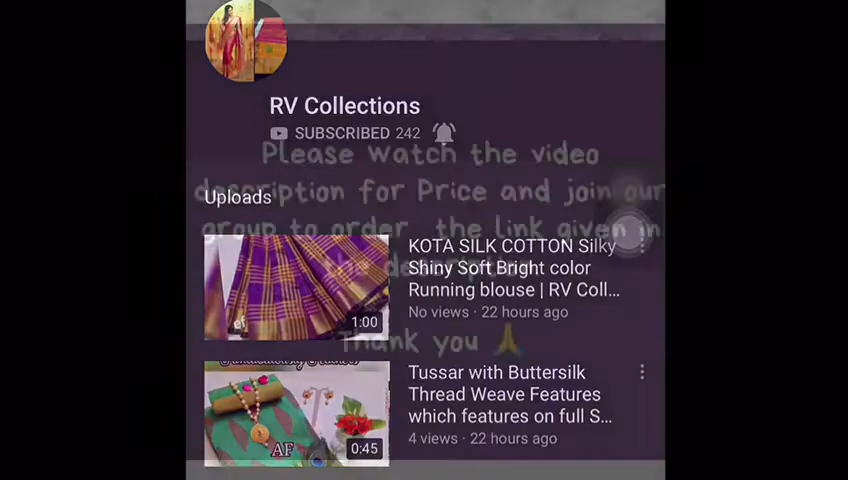 RV Collections
SUBSCRIBED 242
Please watch the video
description for Price and join our
group to order the link given in
the description
Thank you 🙏
Uploads
KOTA SILK COTTON Silky
Shiny Soft Bright color
Running blouse | RV Coll...
No views · 22 hours ago
ef
1:00
Tussar with Buttersilk
Thread Weave Features
which features on full S...
4 views · 22 hours ago
AF
0:45